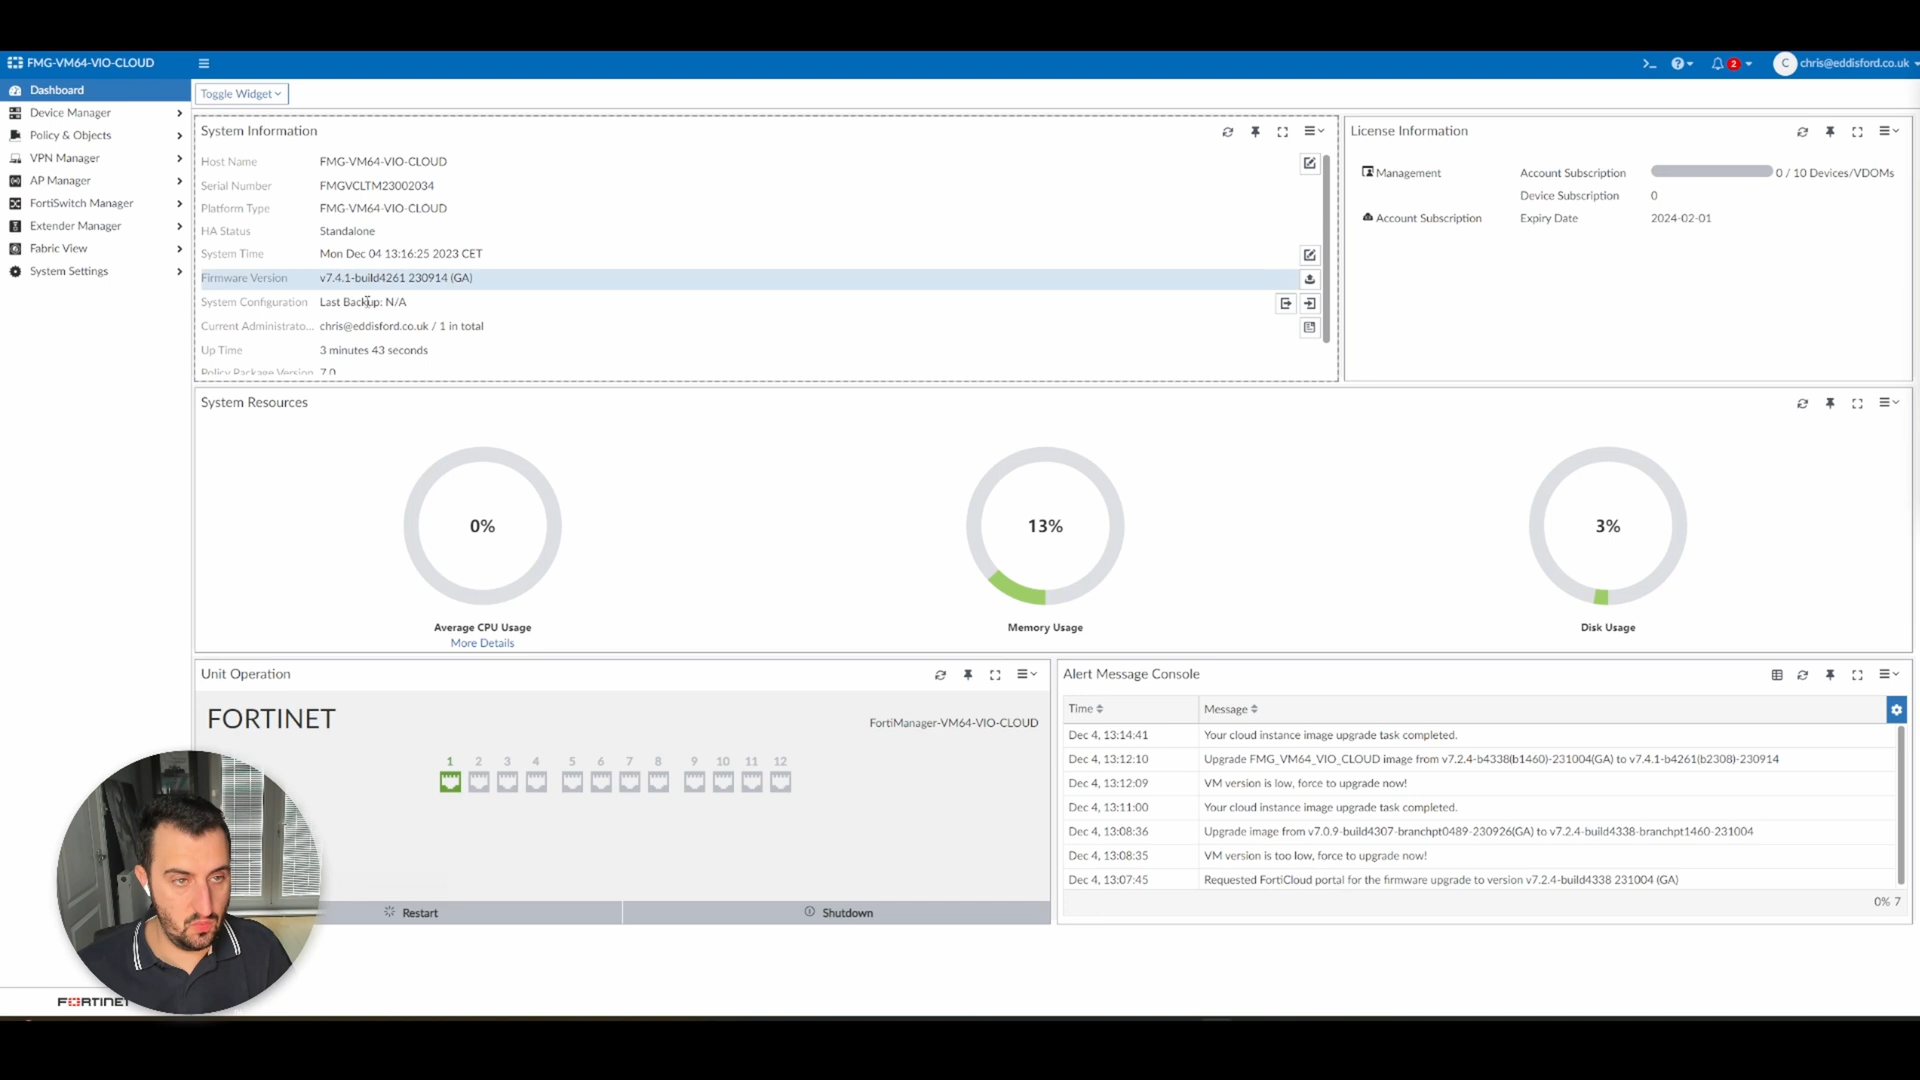 FMG-VM64-VIO-CLOUD
2
C
chris@eddisford.co.uk
Dashboard
Device Manager
Policy & Objects
VPN Manager
AP Manager
FortiSwitch Manager
Extender Manager
Fabric View
System Settings
Toggle Widget
System Information
Host Name FMG-VM64-VIO-CLOUD
Serial Number FMGVCLTM23002034
Platform Type FMG-VM64-VIO-CLOUD
HA Status Standalone
System Time Mon Dec 04 13:16:25 2023 CET
Firmware Version v7.4.1-build4261 230914 (GA)
System Configuration Last Backup: N/A
Current Administrato... chris@eddisford.co.uk / 1 in total
Up Time 3 minutes 43 seconds
Policy Package Version 7.0
License Information
Management Account Subscription 0 / 10 Devices/VDOMs
Device Subscription 0
Account Subscription Expiry Date 2024-02-01
System Resources
0% 13% 3%
Average CPU Usage Memory Usage Disk Usage
More Details
Unit Operation
FORTINET
FortiManager-VM64-VIO-CLOUD
1 2 3 4 5 6 7 8 9 10 11 12
Restart Shutdown
Alert Message Console
Time Message
Dec 4, 13:14:41 Your cloud instance image upgrade task completed.
Dec 4, 13:12:10 Upgrade FMG_VM64_VIO_CLOUD image from v7.2.4-b4338(b1460)-231004(GA) to v7.4.1-b4261(b2308)-230914
Dec 4, 13:12:09 VM version is low, force to upgrade now!
Dec 4, 13:11:00 Your cloud instance image upgrade task completed.
Dec 4, 13:08:36 Upgrade image from v7.0.9-build4307-branchpt0489-230926(GA) to v7.2.4-build4338-branchpt1460-231004
Dec 4, 13:08:35 VM version is too low, force to upgrade now!
Dec 4, 13:07:45 Requested FortiCloud portal for the firmware upgrade to version v7.2.4-build4338 231004 (GA)
0% 7
FORTINET